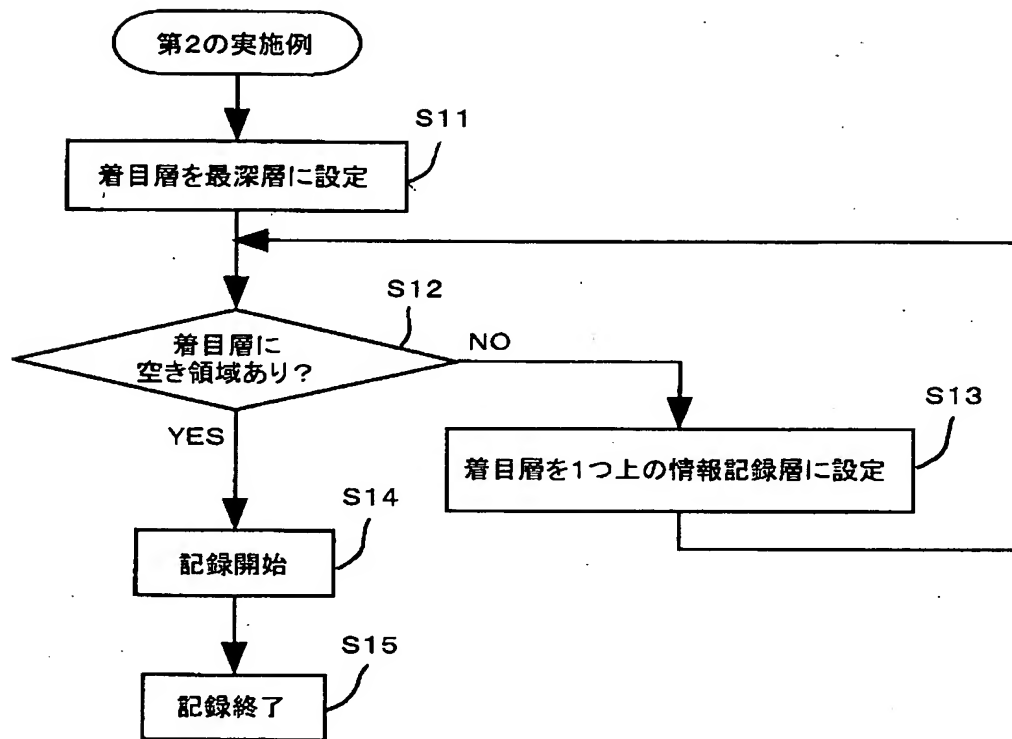 第2の実施例
S11
着目層を最深層に設定
S12
着目層に
空き領域あり?
NO
S13
YES
着目層を1つ上の情報記録層に設定
S14
記録開始
S15
記録終了